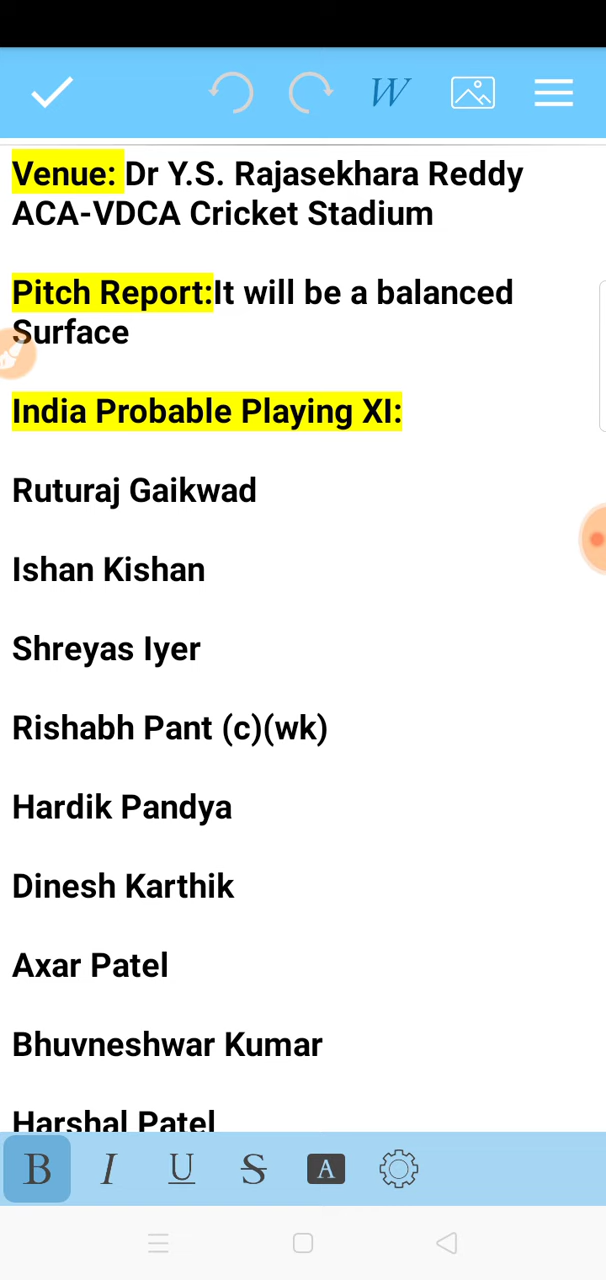 W
Venue: Dr Y.S. Rajasekhara Reddy
ACA-VDCA Cricket Stadium
Pitch Report:It will be a balanced
Surface
India Probable Playing XI:
Ruturaj Gaikwad
Ishan Kishan
Shreyas Iyer
Rishabh Pant (c)(wk)
Hardik Pandya
Dinesh Karthik
Axar Patel
Bhuvneshwar Kumar
Harshal Patel
B I U S A